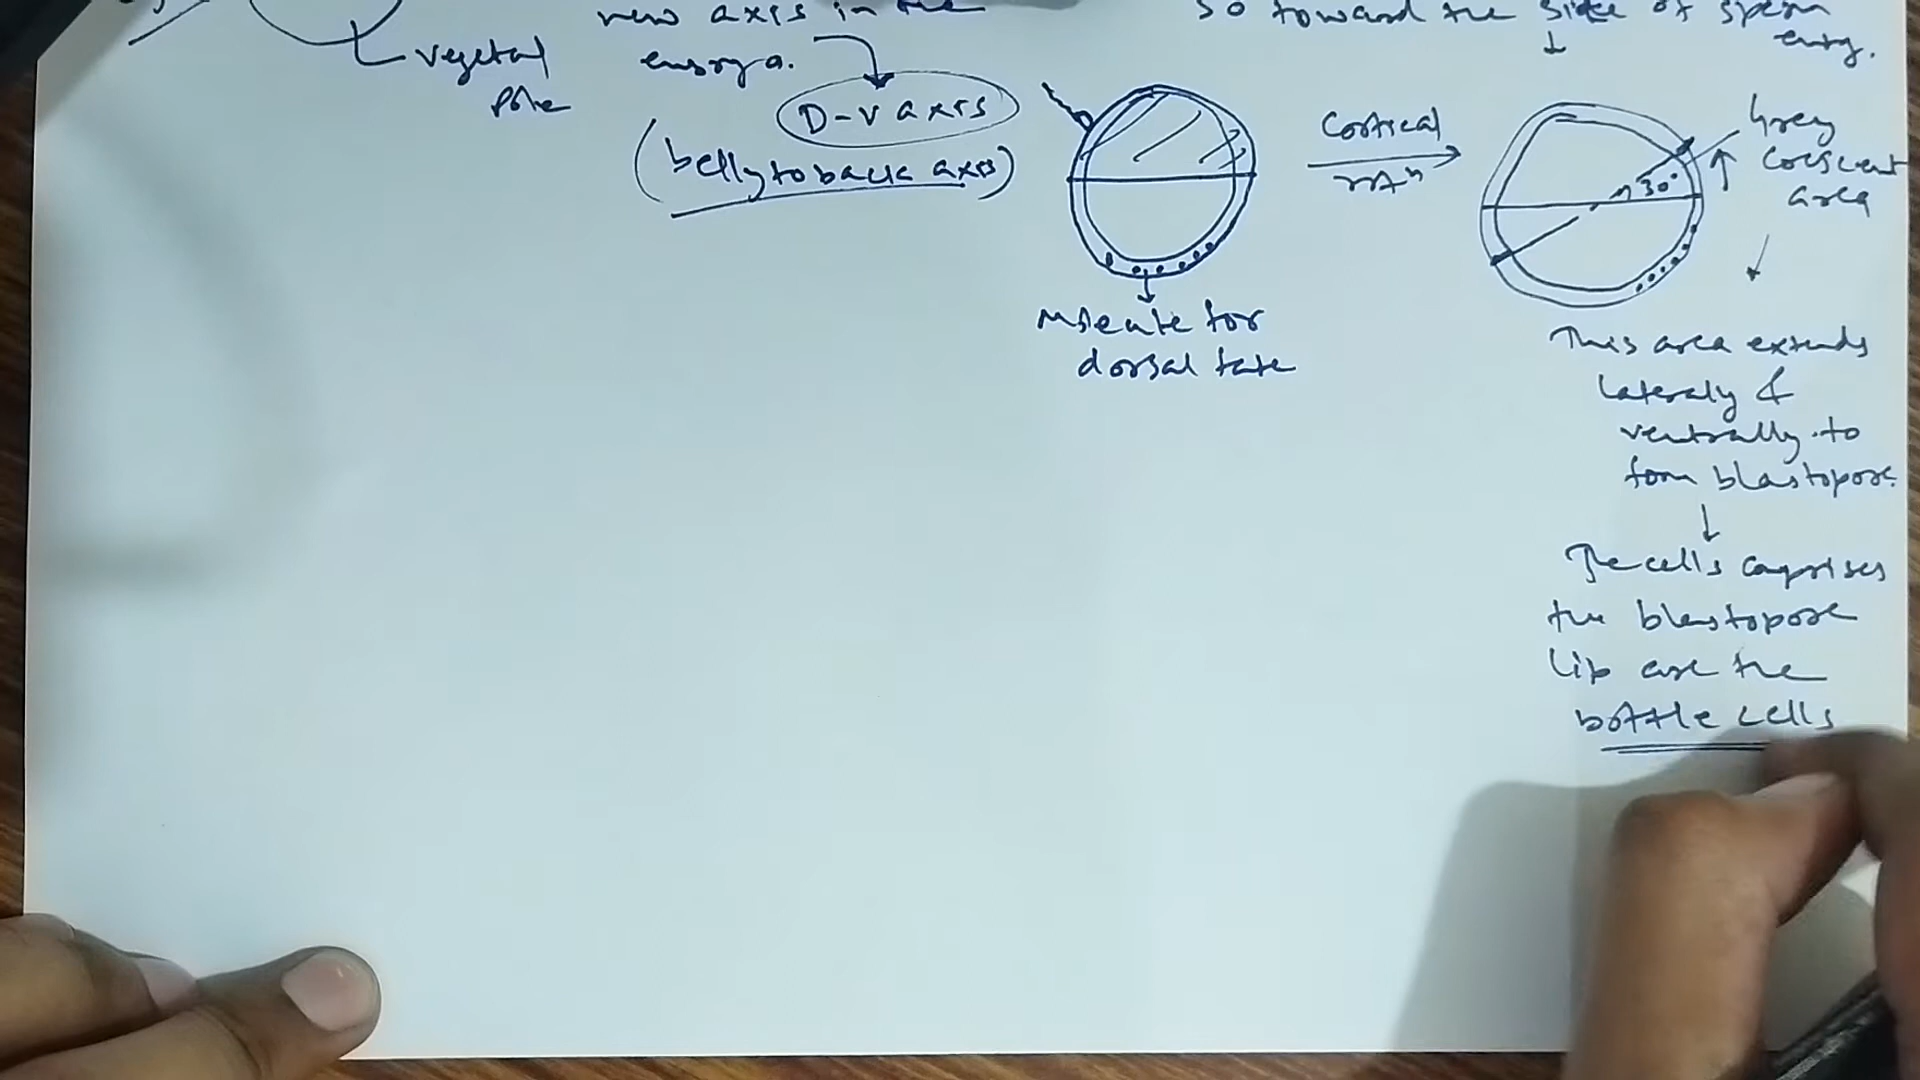 new axis in the
embryo.
vegetal
pole
D-V axis
(belly to back axis)
so toward the side of sperm
entry.
Cortical
rotn
30°
Grey
crescent
area
Molecule for
dorsal fate
This area extends
laterally &
ventrally to
form blastopore.
The cells comprises
the blastopore
lip are the
bottle cells